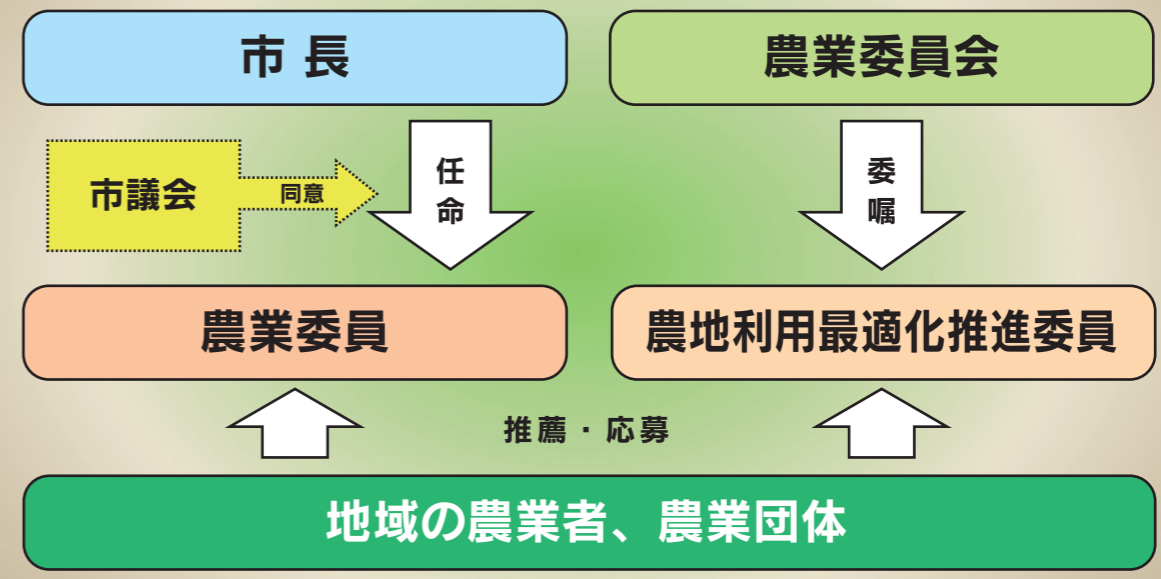 市長
農業委員会
市議会
同意
任命
委嘱
農業委員
農地利用最適化推進委員
推薦・応募
地域の農業者、農業団体